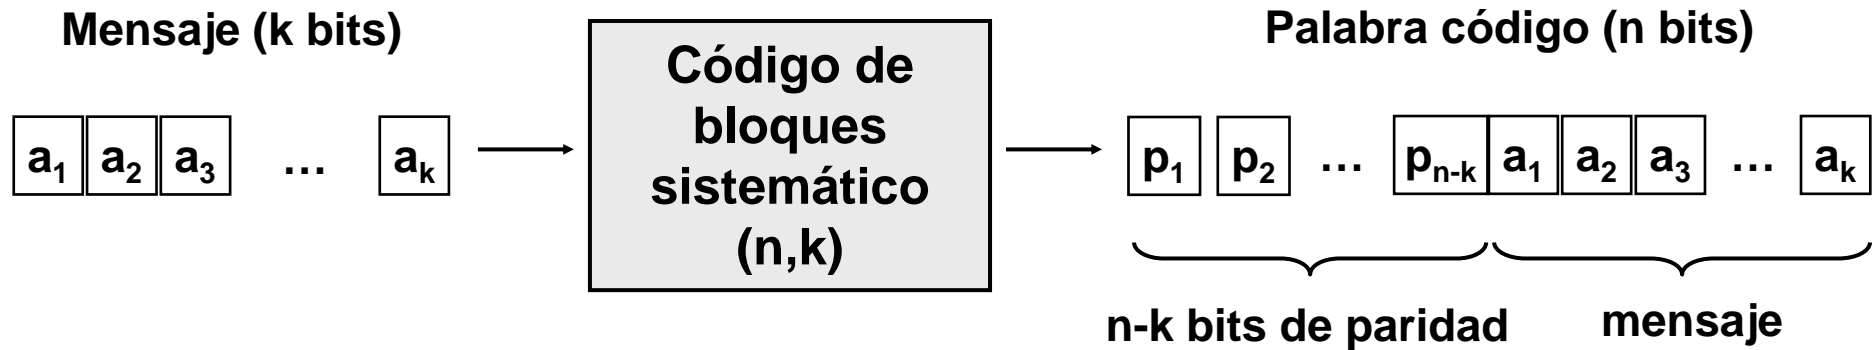 Mensaje (k bits)
a1 a2 a3 ... ak
Código de
bloques
sistemático
(n,k)
Palabra código (n bits)
p1 p2 ... pn-k a1 a2 a3 ... ak
n-k bits de paridad
mensaje